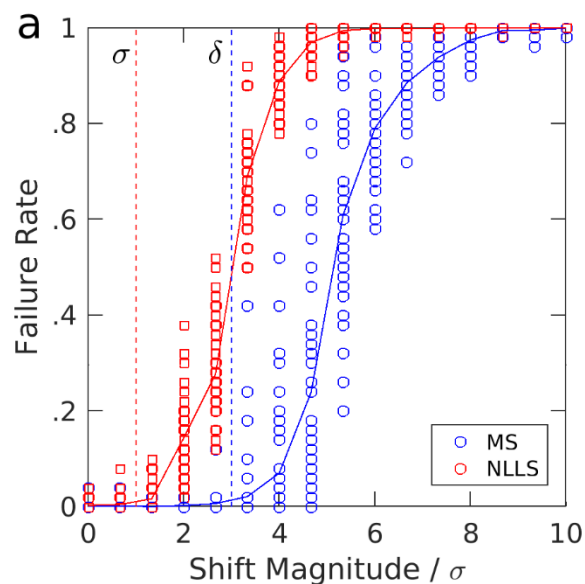 a
σ
δ
1
.8
.6
.4
.2
0
Failure Rate
MS
NLLS
0
2
4
6
8
10
Shift Magnitude / σ